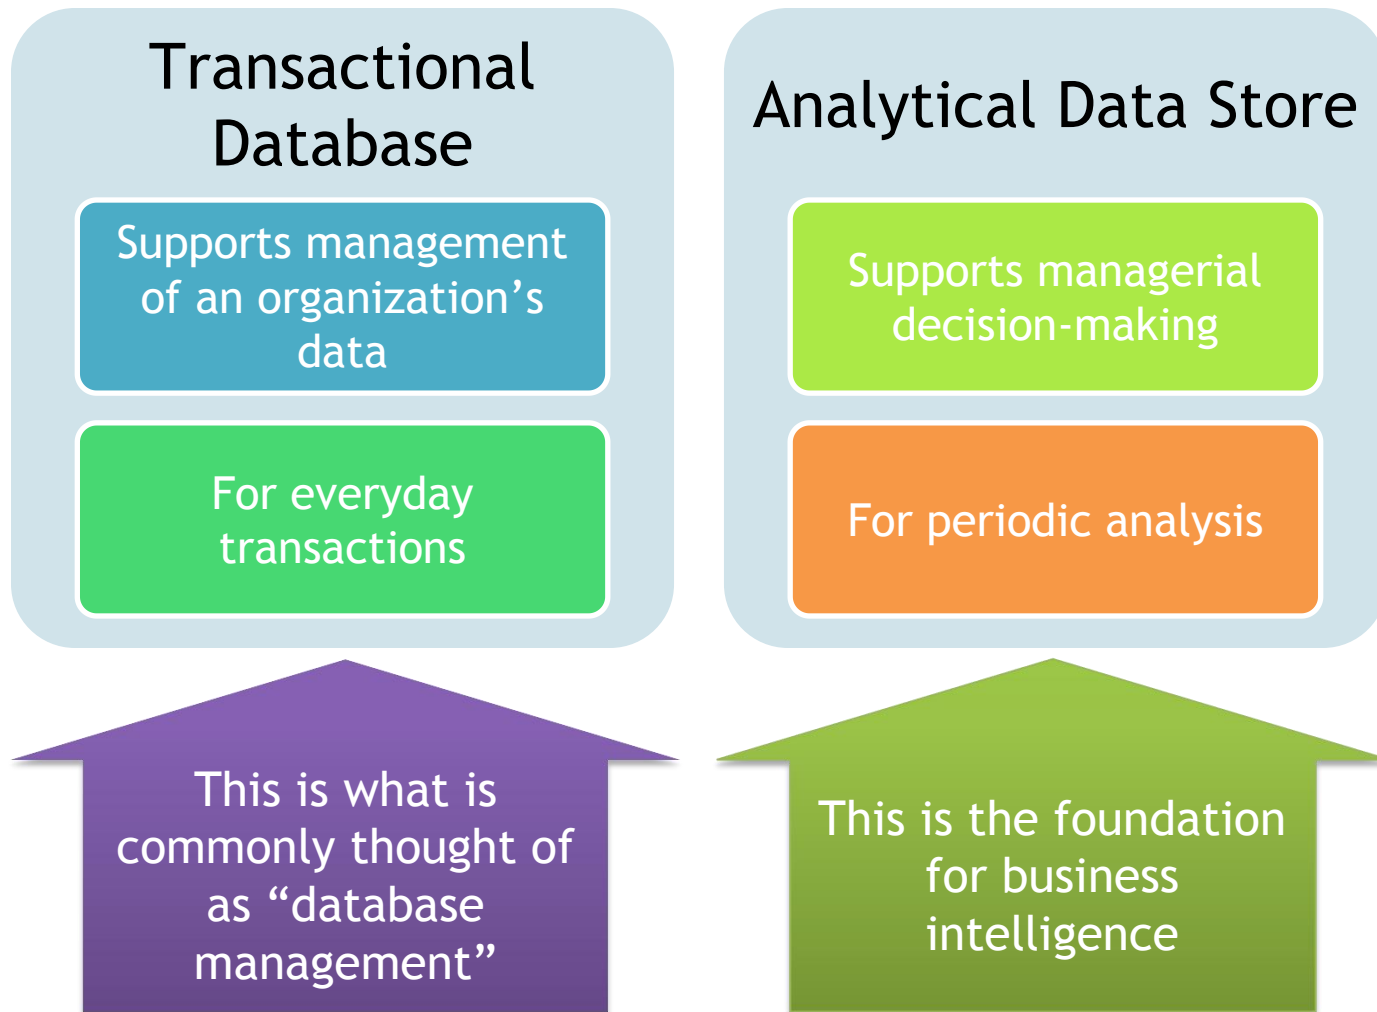 Transactional
Database
Supports management
of an organization’s
data
For everyday
transactions
This is what is
commonly thought of
as “database
management”
Analytical Data Store
Supports managerial
decision-making
For periodic analysis
This is the foundation
for business
intelligence